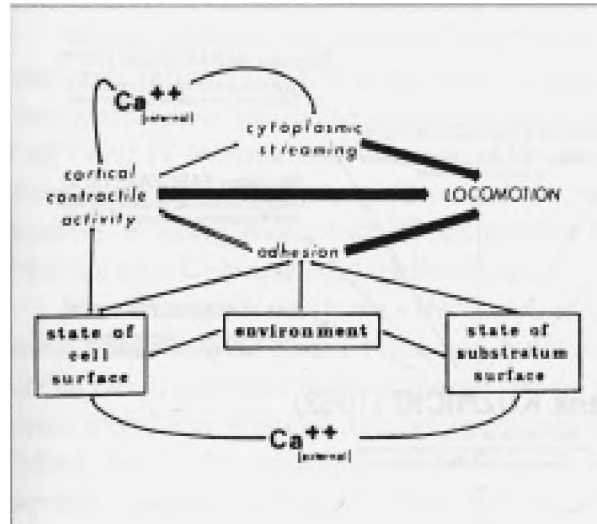 Ca++
[internal]
cytoplasmic
streaming
cortical
contractile
activity
LOCOMOTION
adhesion
state of
cell
surface
environment
state of
substratum
surface
Ca++
[external]